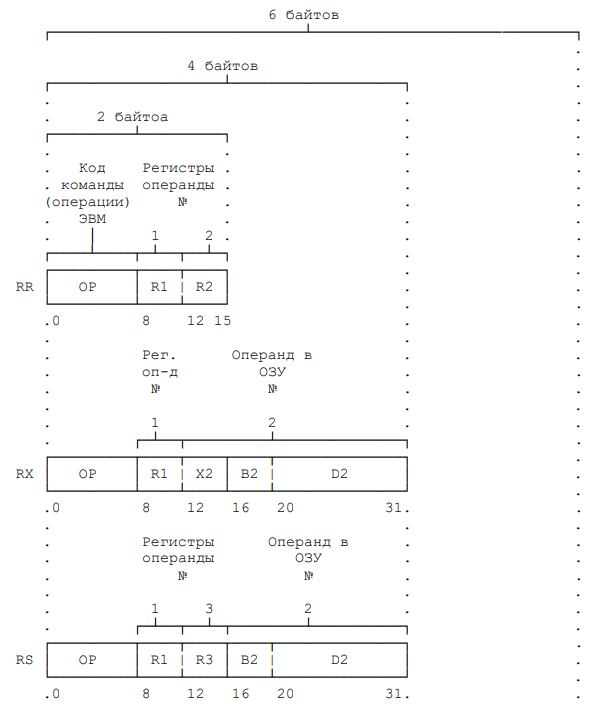 6 байтов
4 байтов
2 байтоа
Код Регистры
команды операнды
(операции) №
ЭВМ
1 2
RR OP R1 R2
.0 8 12 15
Рег. Операнд в
оп-д ОЗУ
№ №
1 2
RX OP R1 X2 B2 D2
.0 8 12 16 20 31.
Регистры Операнд в
операнды ОЗУ
№ №
1 3 2
RS OP R1 R3 B2 D2
.0 8 12 16 20 31.